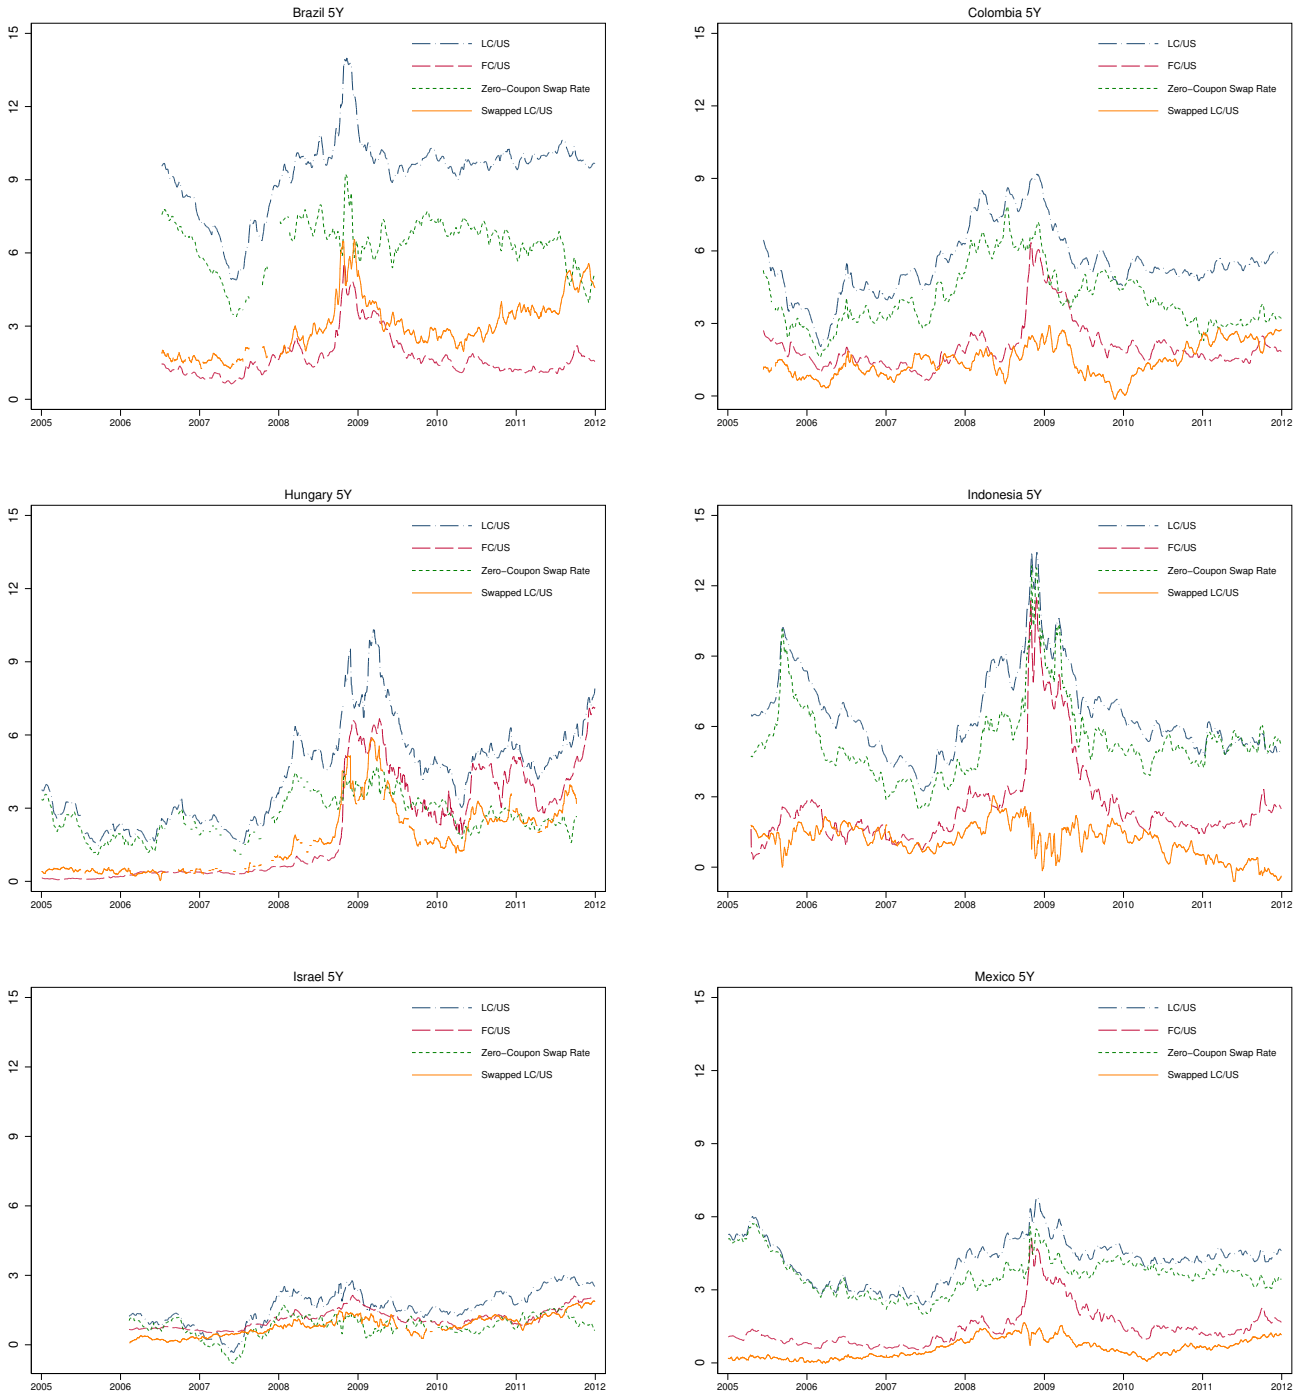 Brazil 5Y
15
12
9
6
3
0
LC/US
FC/US
Zero-Coupon Swap Rate
Swapped LC/US
2005 2006 2007 2008 2009 2010 2011 2012
Colombia 5Y
15
12
9
6
3
0
LC/US
FC/US
Zero-Coupon Swap Rate
Swapped LC/US
2005 2006 2007 2008 2009 2010 2011 2012
Hungary 5Y
15
12
9
6
3
0
LC/US
FC/US
Zero-Coupon Swap Rate
Swapped LC/US
2005 2006 2007 2008 2009 2010 2011 2012
Indonesia 5Y
15
12
9
6
3
0
LC/US
FC/US
Zero-Coupon Swap Rate
Swapped LC/US
2005 2006 2007 2008 2009 2010 2011 2012
Israel 5Y
15
12
9
6
3
0
LC/US
FC/US
Zero-Coupon Swap Rate
Swapped LC/US
2005 2006 2007 2008 2009 2010 2011 2012
Mexico 5Y
15
12
9
6
3
0
LC/US
FC/US
Zero-Coupon Swap Rate
Swapped LC/US
2005 2006 2007 2008 2009 2010 2011 2012